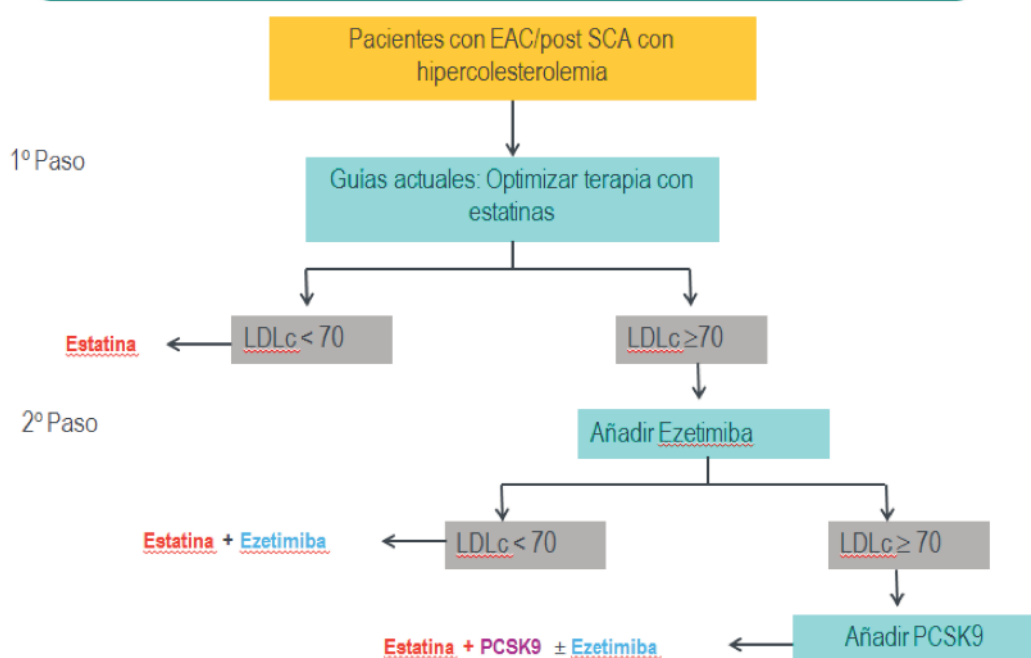 Pacientes con EAC/post SCA con
hipercolesterolemia
1º Paso
Guías actuales: Optimizar terapia con
estatinas
Estatina
LDLc < 70
LDLc ≥70
2º Paso
Añadir Ezetimiba
Estatina + Ezetimiba
LDLc < 70
LDLc ≥ 70
Estatina + PCSK9 ± Ezetimiba
Añadir PCSK9